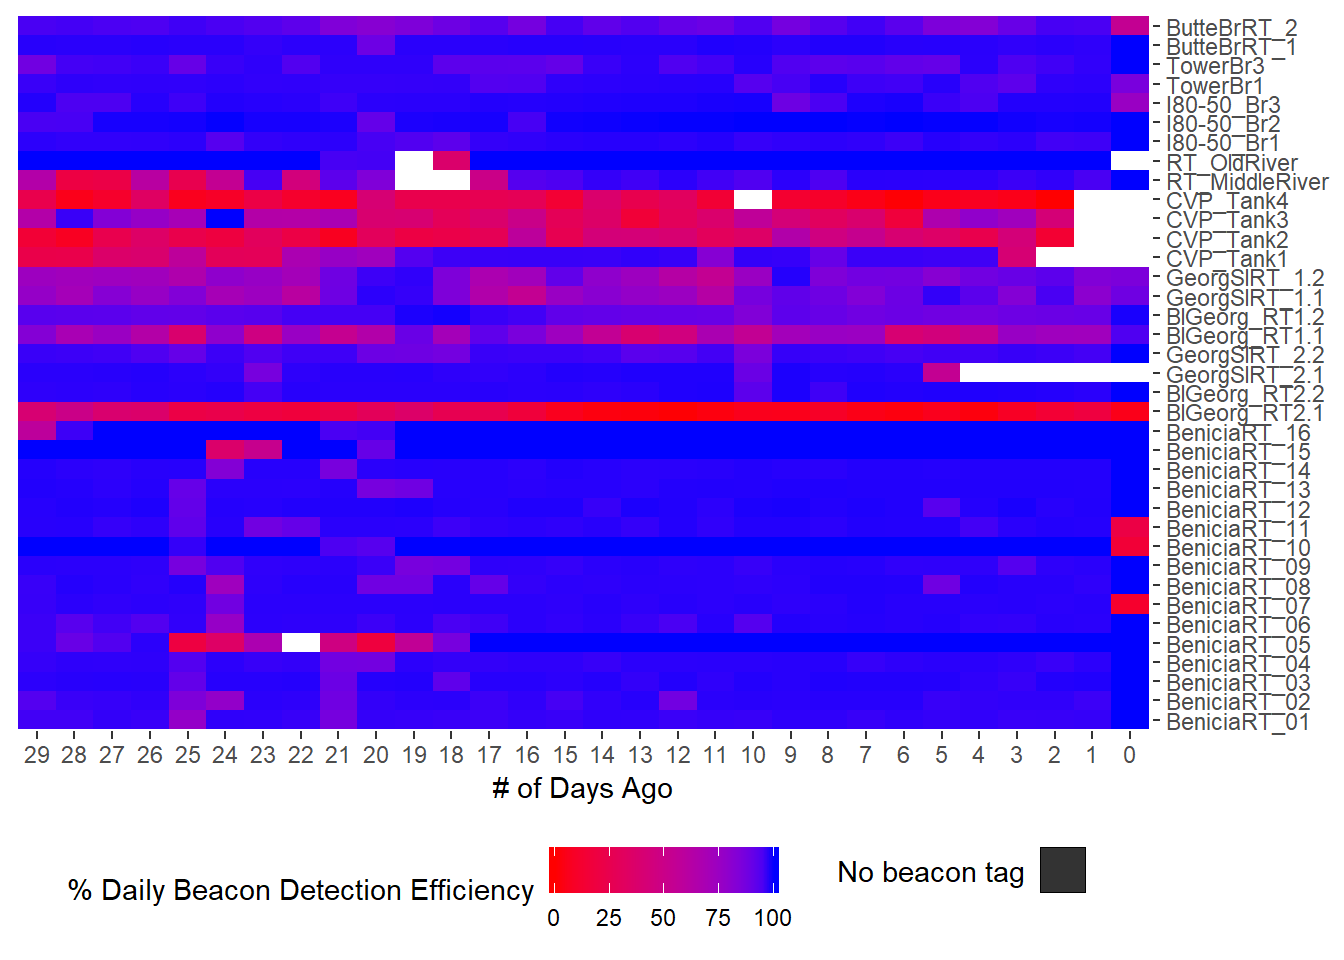 ButteBrRT_2
ButteBrRT_1
TowerBr3
TowerBr1
I80-50_Br3
I80-50_Br2
I80-50_Br1
RT_OldRiver
RT_MiddleRiver
CVP_Tank4
CVP_Tank3
CVP_Tank2
CVP_Tank1
GeorgSlRT_1.2
GeorgSlRT_1.1
BlGeorg_RT1.2
BlGeorg_RT1.1
GeorgSlRT_2.2
GeorgSlRT_2.1
BlGeorg_RT2.2
BlGeorg_RT2.1
BeniciaRT_16
BeniciaRT_15
BeniciaRT_14
BeniciaRT_13
BeniciaRT_12
BeniciaRT_11
BeniciaRT_10
BeniciaRT_09
BeniciaRT_08
BeniciaRT_07
BeniciaRT_06
BeniciaRT_05
BeniciaRT_04
BeniciaRT_03
BeniciaRT_02
BeniciaRT_01
29 28 27 26 25 24 23 22 21 20 19 18 17 16 15 14 13 12 11 10 9 8 7 6 5 4 3 2 1 0
# of Days Ago
% Daily Beacon Detection Efficiency
0 25 50 75 100
No beacon tag